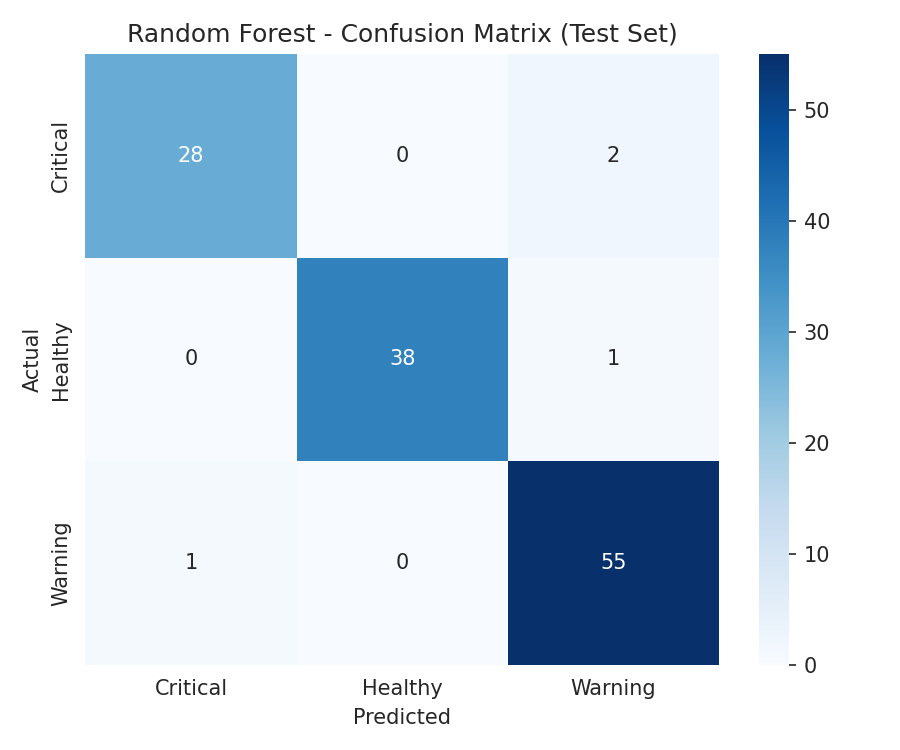 Random Forest - Confusion Matrix (Test Set)
Actual
Critical
28 0 2
Healthy
0 38 1
Warning
1 0 55
Critical Healthy Warning
Predicted
50
40
30
20
10
0